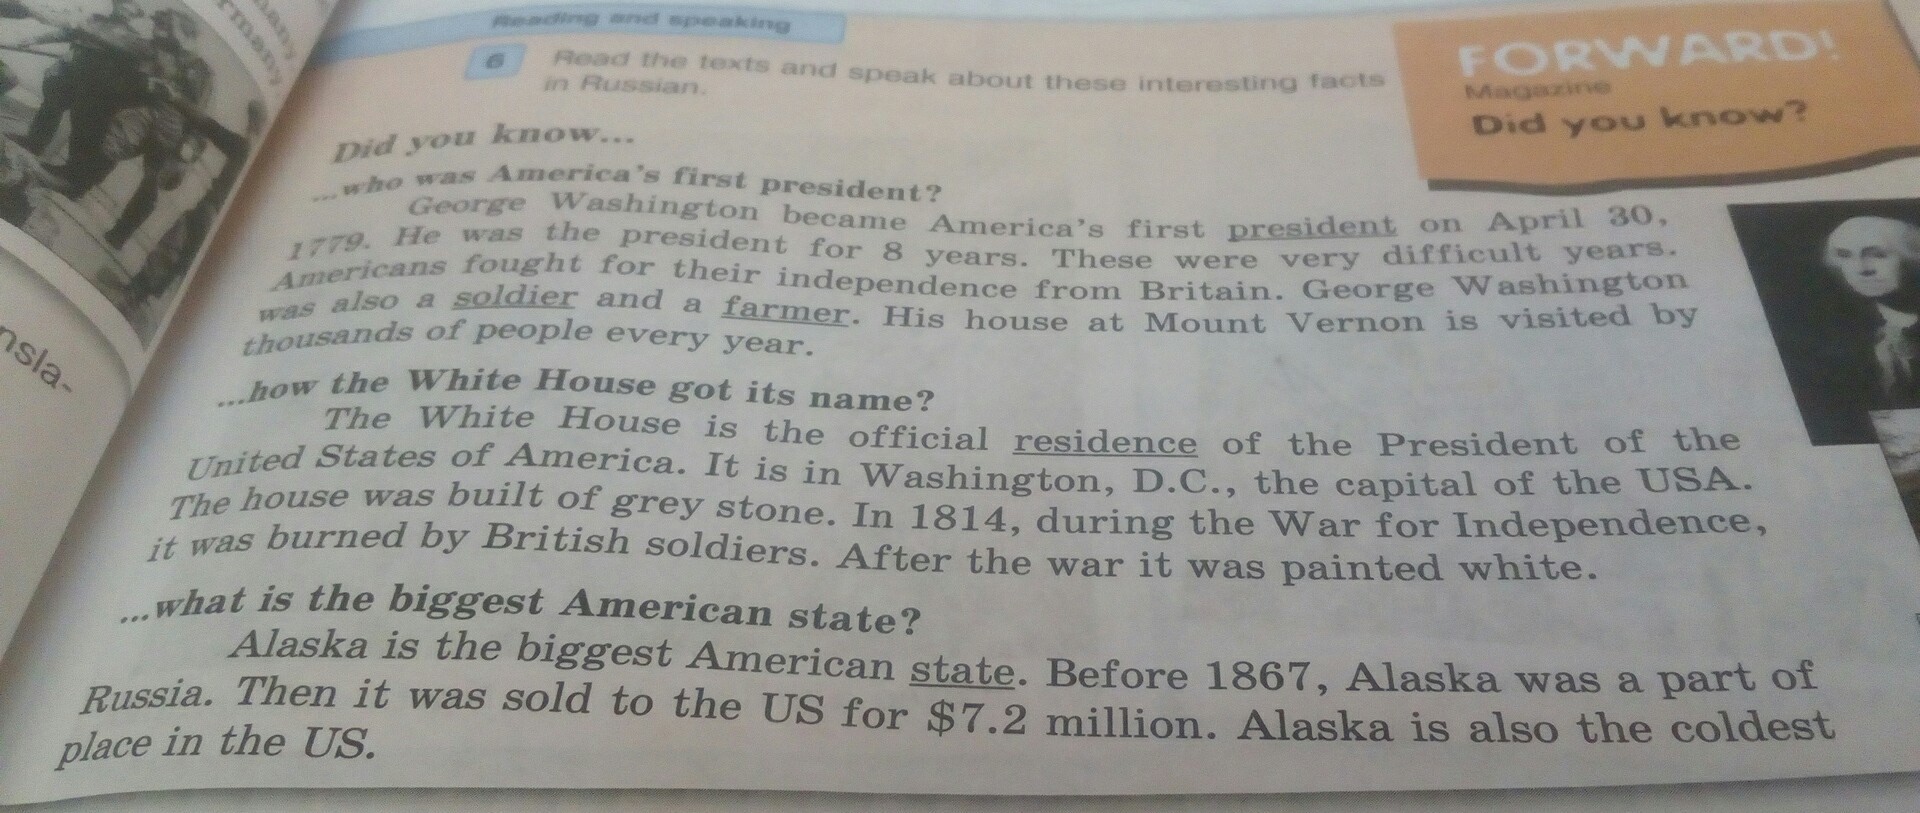 Reading and speaking
6 Read the texts and speak about these interesting facts
in Russian.
FORWARD!
Magazine
Did you know?
Did you know...
...who was America's first president?
George Washington became America's first president on April 30,
1779. He was the president for 8 years. These were very difficult years.
Americans fought for their independence from Britain. George Washington
was also a soldier and a farmer. His house at Mount Vernon is visited by
thousands of people every year.
...how the White House got its name?
The White House is the official residence of the President of the
United States of America. It is in Washington, D.C., the capital of the USA.
The house was built of grey stone. In 1814, during the War for Independence,
it was burned by British soldiers. After the war it was painted white.
...what is the biggest American state?
Alaska is the biggest American state. Before 1867, Alaska was a part of
Russia. Then it was sold to the US for $7.2 million. Alaska is also the coldest
place in the US.